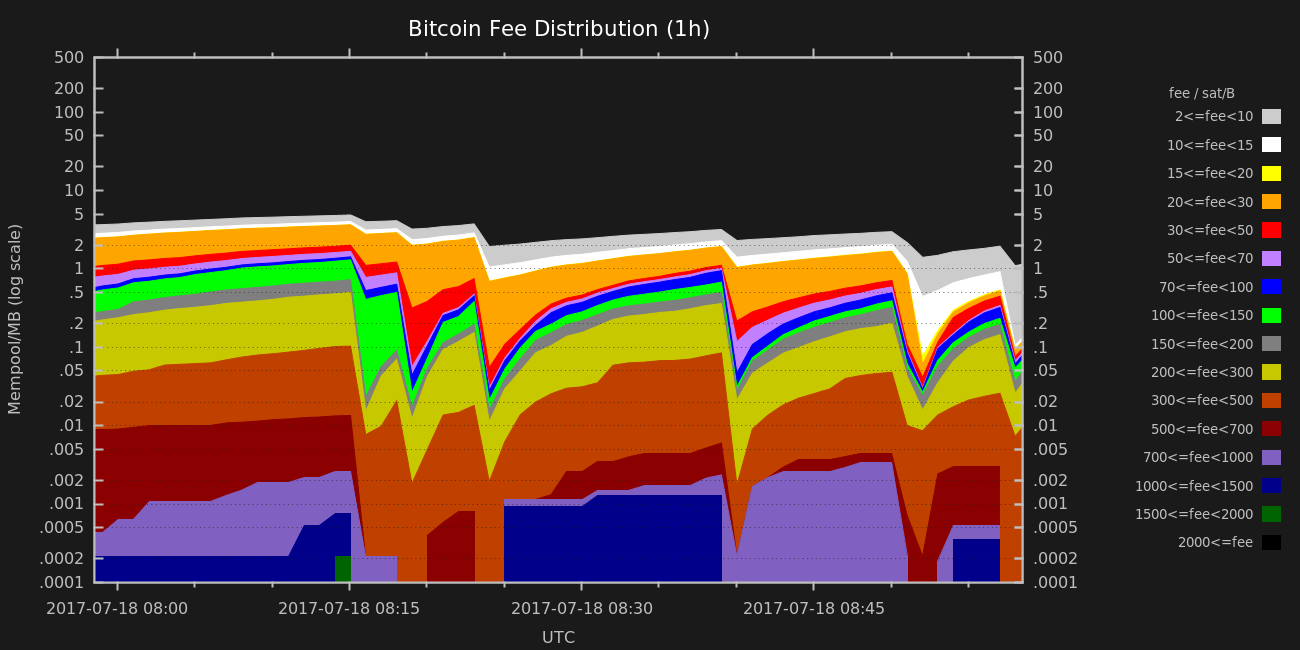 Bitcoin Fee Distribution (1h)
500
200
100
50
20
10
5
2
1
.5
.2
.1
.05
.02
.01
.005
.002
.001
.0005
.0002
.0001
Mempool/MB (log scale)
500
200
100
50
20
10
5
2
1
.5
.2
.1
.05
.02
.01
.005
.002
.001
.0005
.0002
.0001
2017-07-18 08:00
2017-07-18 08:15
2017-07-18 08:30
2017-07-18 08:45
UTC
fee / sat/B
2<=fee<10
10<=fee<15
15<=fee<20
20<=fee<30
30<=fee<50
50<=fee<70
70<=fee<100
100<=fee<150
150<=fee<200
200<=fee<300
300<=fee<500
500<=fee<700
700<=fee<1000
1000<=fee<1500
1500<=fee<2000
2000<=fee